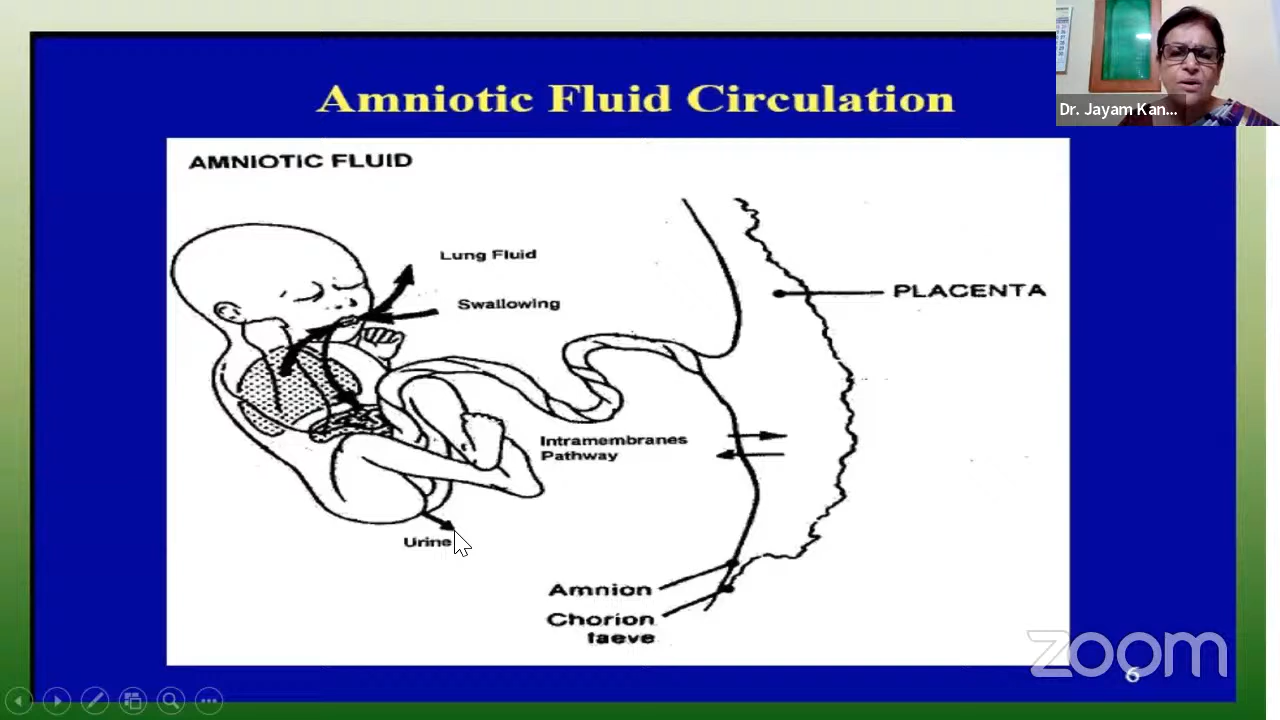 Amniotic Fluid Circulation
Dr. Jayam Kan...
AMNIOTIC FLUID
Lung Fluid
Swallowing
PLACENTA
Intramembranes
Pathway
Urine
Amnion
Chorion
laeve
zoom
6